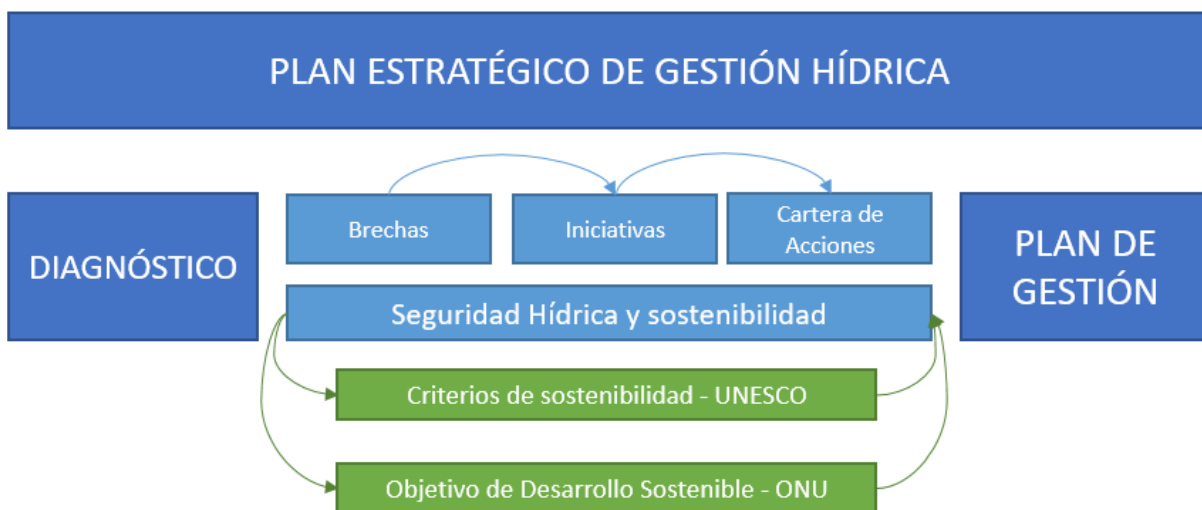 PLAN ESTRATÉGICO DE GESTIÓN HÍDRICA
DIAGNÓSTICO
Brechas
Iniciativas
Cartera de
Acciones
Seguridad Hídrica y sostenibilidad
Criterios de sostenibilidad - UNESCO
Objetivo de Desarrollo Sostenible - ONU
PLAN DE
GESTIÓN